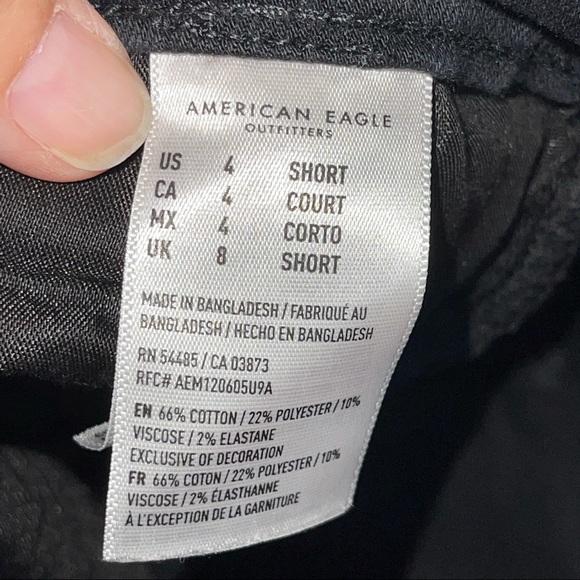 AMERICAN EAGLE
OUTFITTERS
US 4 SHORT
CA 4 COURT
MX 4 CORTO
UK 8 SHORT
MADE IN BANGLADESH / FABRIQUÉ AU
BANGLADESH / HECHO EN BANGLADESH
RN 54485 / CA 03873
RFC# AEM120605U9A
EN 66% COTTON / 22% POLYESTER / 10%
VISCOSE / 2% ELASTANE
EXCLUSIVE OF DECORATION
FR 66% COTON / 22% POLYESTER / 10%
VISCOSE / 2% ÉLASTHANNE
À L'EXCEPTION DE LA GARNITURE